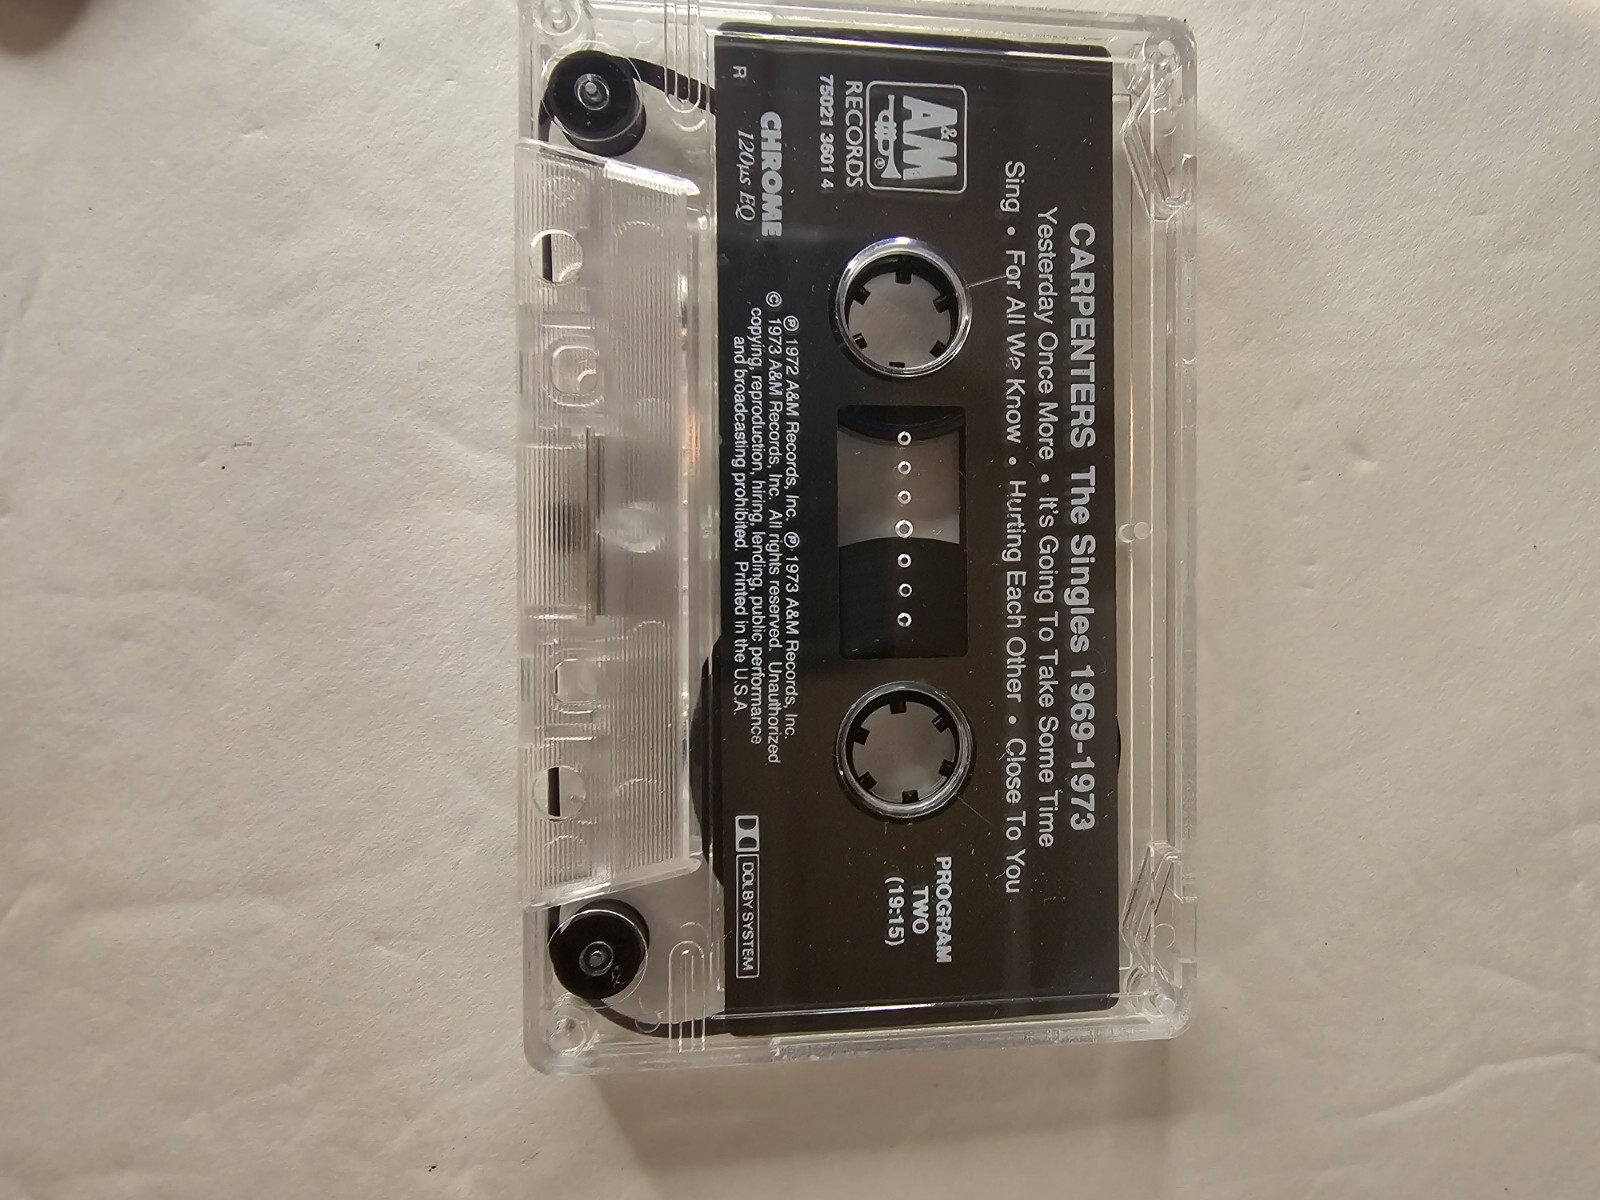 CARPENTERS The Singles 1969-1973
Yesterday Once More • It's Going To Take Some Time
Sing • For All We Know • Hurting Each Other • Close To You
A&M
®
RECORDS
75021 3601 4
PROGRAM
TWO
(19:15)
CHROME
120µs EQ
R
℗ 1972 A&M Records, Inc. ℗ 1973 A&M Records, Inc.
© 1973 A&M Records, Inc. All rights reserved. Unauthorized
copying, reproduction, hiring, lending, public performance
and broadcasting prohibited. Printed in the U.S.A.
DOLBY SYSTEM